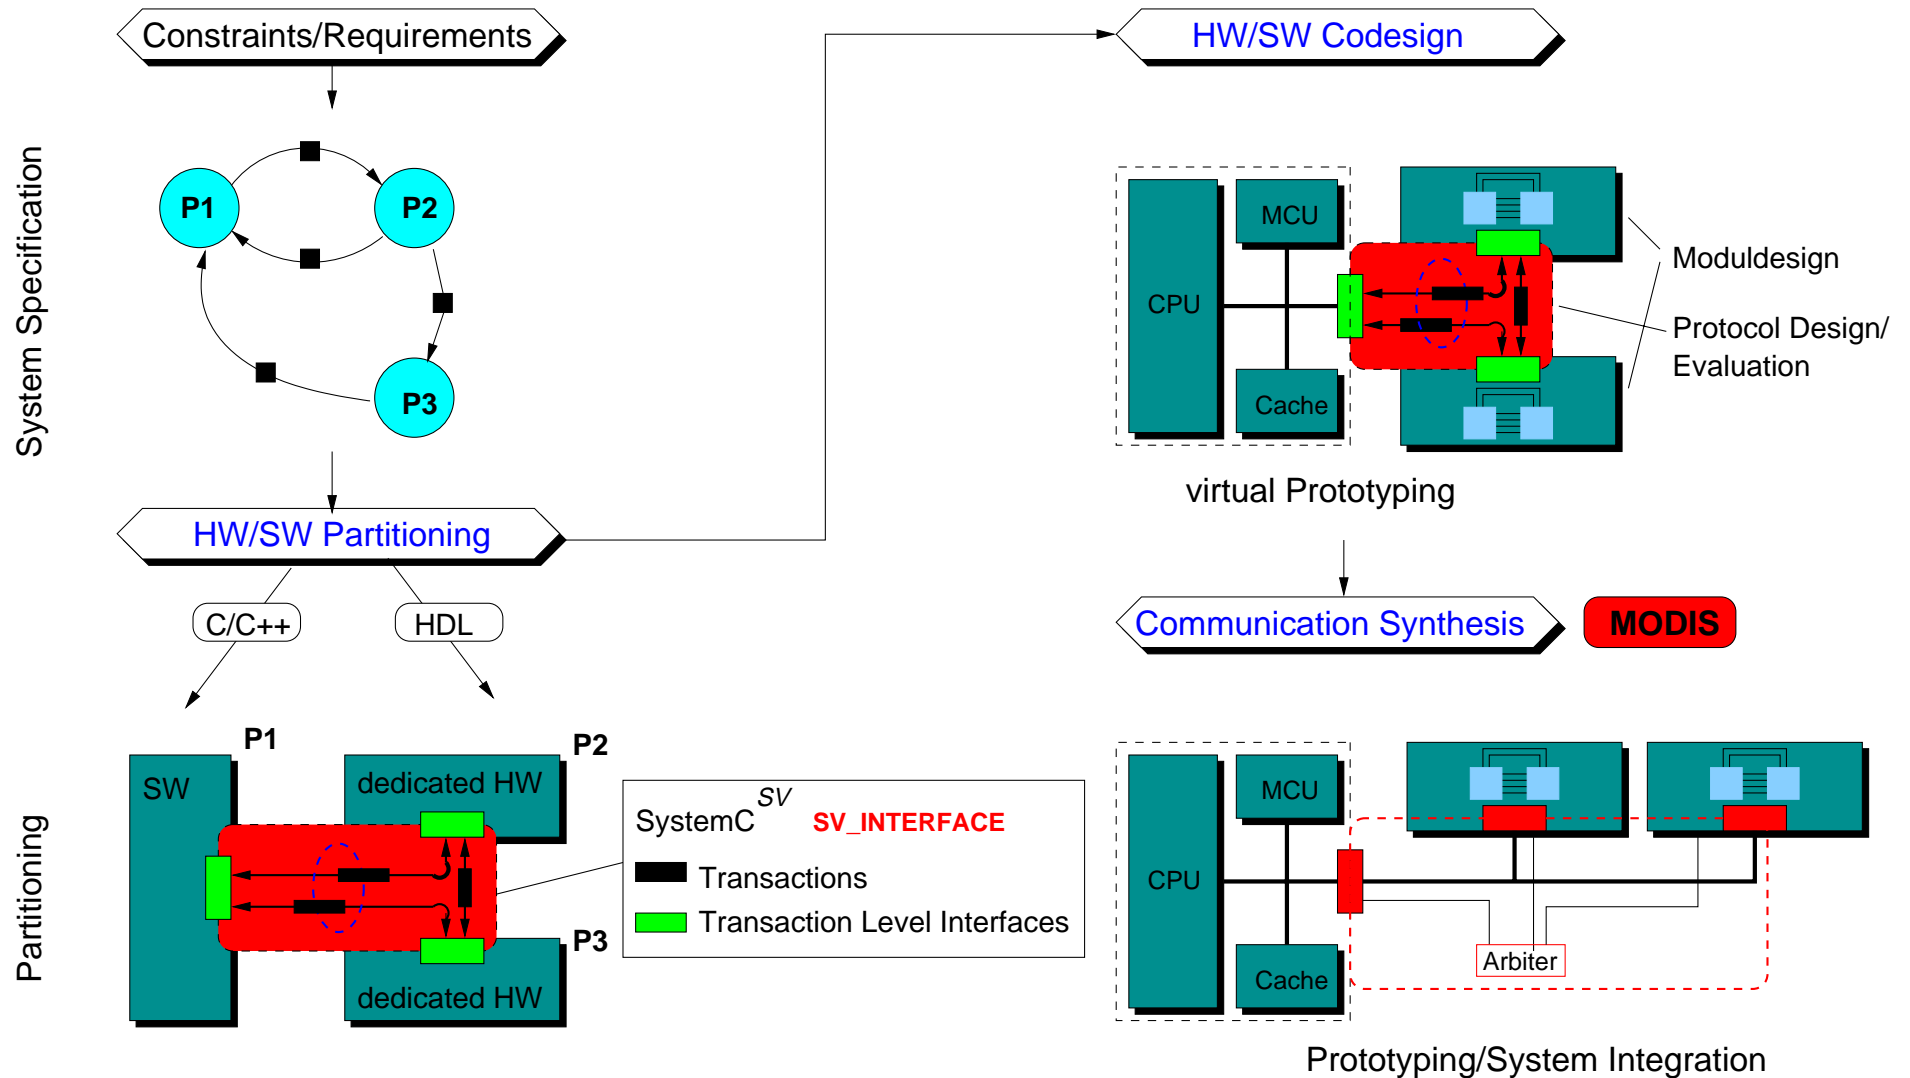 Constraints/Requirements
System Specification
P1
P2
P3
HW/SW Partitioning
C/C++
HDL
Partitioning
P1
P2
SW
dedicated HW
P3
dedicated HW
SystemC^SV SV_INTERFACE
Transactions
Transaction Level Interfaces
HW/SW Codesign
CPU
MCU
Cache
Moduldesign
Protocol Design/
Evaluation
virtual Prototyping
Communication Synthesis
MODIS
CPU
MCU
Cache
Arbiter
Prototyping/System Integration